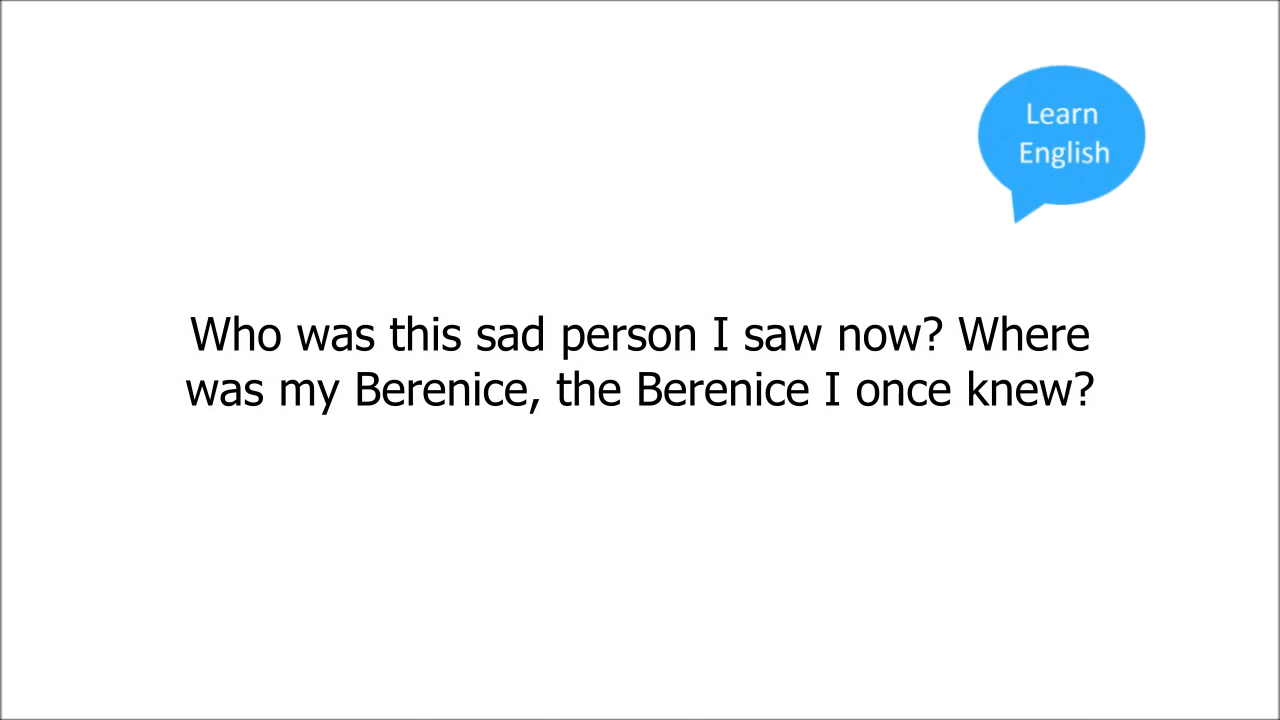 Learn
English
Who was this sad person I saw now? Where
was my Berenice, the Berenice I once knew?